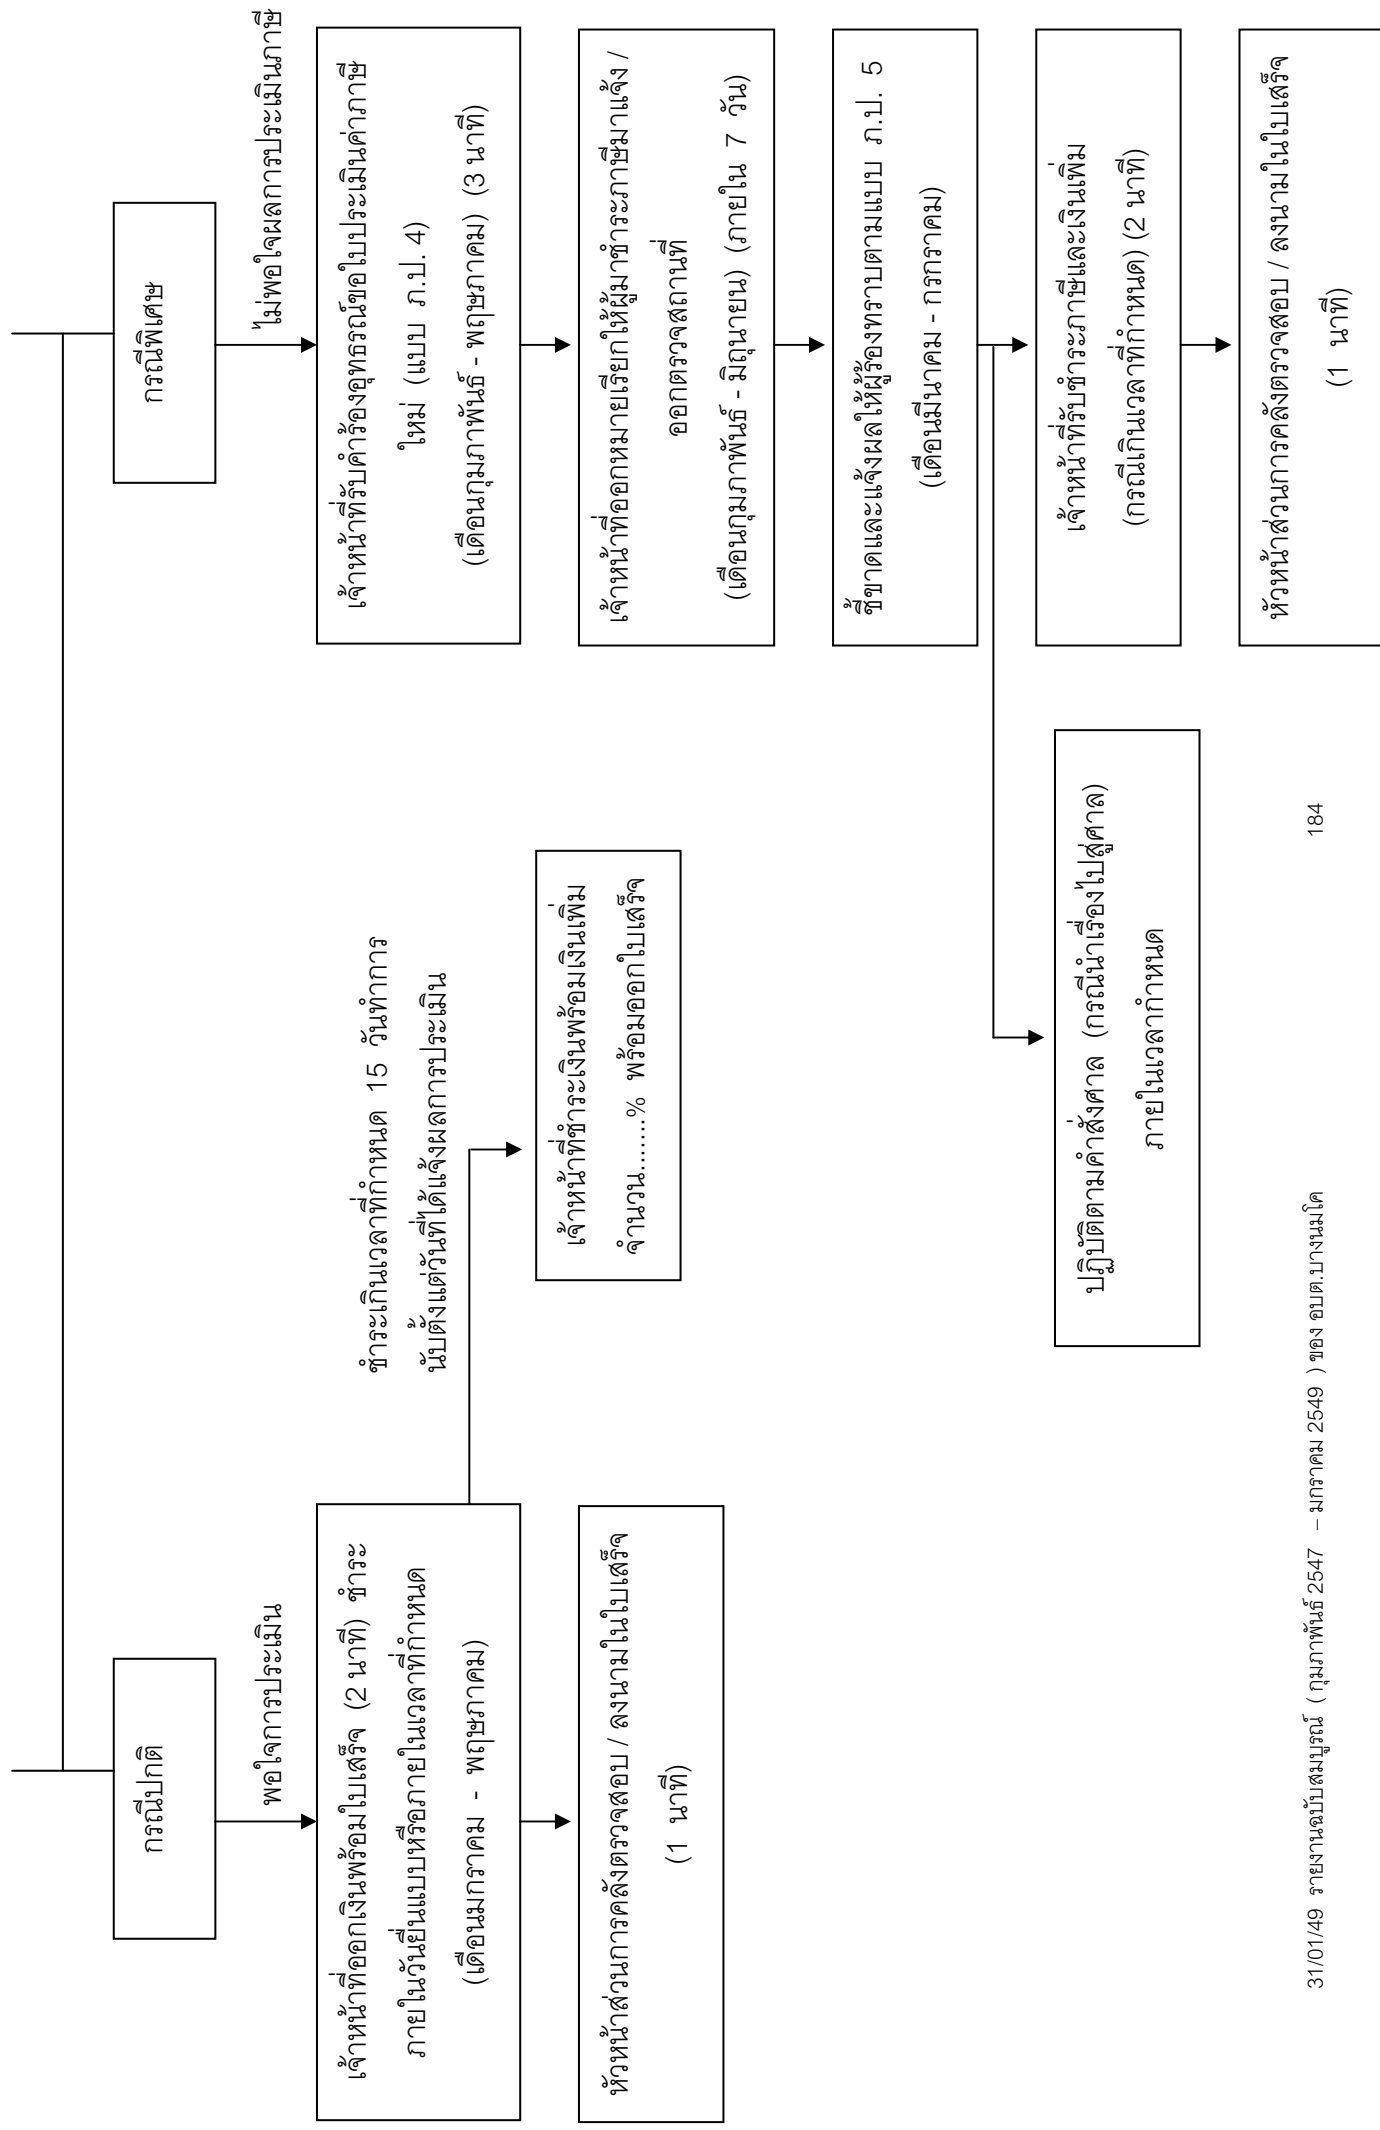 กรณีปกติ
พอใจการประเมิน
เจ้าหน้าที่ออกเงินพร้อมใบเสร็จ (2 นาที) ชำระ
ภายในวันยื่นแบบหรือภายในเวลาที่กำหนด
(เดือนมกราคม - พฤษภาคม)
หัวหน้าส่วนการคลังตรวจสอบ / ลงนามในใบเสร็จ
(1 นาที)
ชำระเกินเวลาที่กำหนด 15 วันทำการ
นับตั้งแต่วันที่ได้แจ้งผลการประเมิน
เจ้าหน้าที่ชำระเงินพร้อมเงินเพิ่ม
จำนวน.......% พร้อมออกใบเสร็จ
กรณีพิเศษ
ไม่พอใจผลการประเมินภาษี
เจ้าหน้าที่รับคำร้องอุทธรณ์ขอใบประเมินค่าภาษี
ใหม่ (แบบ ภ.ป. 4)
(เดือนกุมภาพันธ์ - พฤษภาคม) (3 นาที)
เจ้าหน้าที่ออกหมายเรียกให้ผู้มาชำระภาษีมาแจ้ง /
ออกตรวจสถานที่
(เดือนกุมภาพันธ์ - มิถุนายน) (ภายใน 7 วัน)
ชี้ขาดและแจ้งผลให้ผู้ร้องทราบตามแบบ ภ.ป. 5
(เดือนมีนาคม - กรกราคม)
ปฏิบัติตามคำสั่งศาล (กรณีนำเรื่องไปสู่ศาล)
ภายในเวลากำหนด
เจ้าหน้าที่รับชำระภาษีและเงินเพิ่ม
(กรณีเกินเวลาที่กำหนด) (2 นาที)
หัวหน้าส่วนการคลังตรวจสอบ / ลงนามในใบเสร็จ
(1 นาที)
31/01/49 รายงานฉบับสมบูรณ์ ( กุมภาพันธ์ 2547 – มกราคม 2549 ) ของ อบต.บางนมโค 184